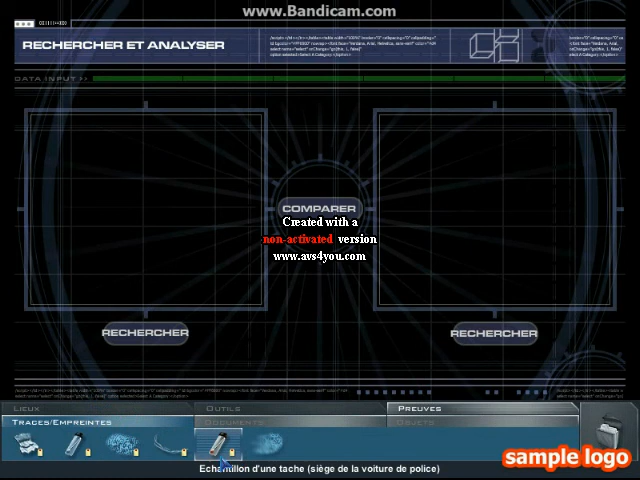 www.Bandicam.com
RECHERCHER ET ANALYSER
DATA INPUT >>
COMPARER
Created with a
non-activated version
www.avs4you.com
RECHERCHER
RECHERCHER
LIEUX
OUTILS
PREUVES
TRACES/EMPREINTES
DOCUMENTS
OBJETS
Echantillon d'une tache (siège de la voiture de police)
sample logo